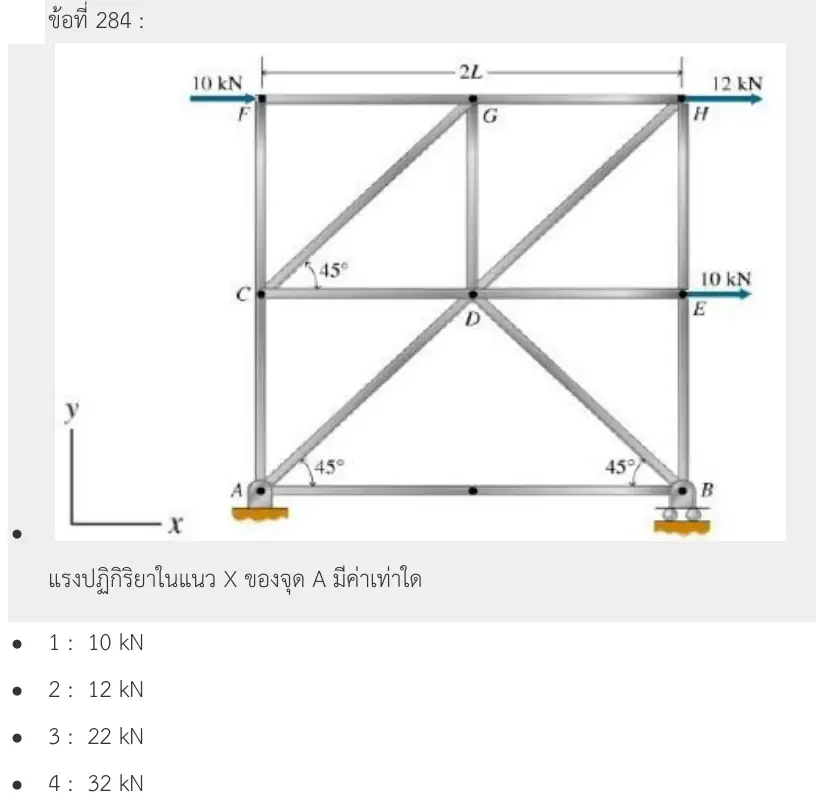 ข้อที่ 284 :
2L
10 kN
12 kN
F
G
H
45°
10 kN
C
D
E
y
45°
45°
A
B
x
แรงปฏิกิริยาในแนว X ของจุด A มีค่าเท่าใด
1 : 10 kN
2 : 12 kN
3 : 22 kN
4 : 32 kN